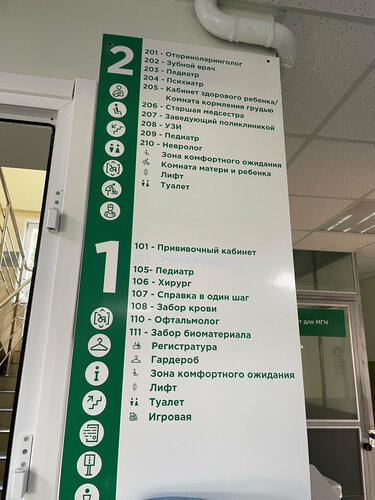 2
201 - Оториноларинголог
202 - Зубной врач
203 - Педиатр
204 - Психиатр
205 - Кабинет здорового ребенка/
Комната кормления грудью
206 - Старшая медсестра
207 - Заведующий поликлиникой
208 - УЗИ
209 - Педиатр
210 - Невролог
Зона комфортного ожидания
Комната матери и ребенка
Лифт
Туалет
1
101 - Прививочный кабинет
105- Педиатр
106 - Хирург
107 - Справка в один шаг
108 - Забор крови
110 - Офтальмолог
111 - Забор биоматериала
Регистратура
Гардероб
Зона комфортного ожидания
Лифт
Туалет
Игровая
для МГН